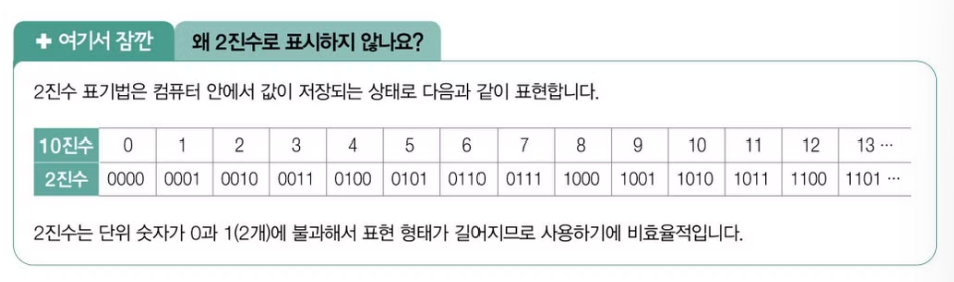 + 여기서 잠깐 왜 2진수로 표시하지 않나요?
2진수 표기법은 컴퓨터 안에서 값이 저장되는 상태로 다음과 같이 표현합니다.
10진수 0 1 2 3 4 5 6 7 8 9 10 11 12 13 ···
2진수 0000 0001 0010 0011 0100 0101 0110 0111 1000 1001 1010 1011 1100 1101 ···
2진수는 단위 숫자가 0과 1(2개)에 불과해서 표현 형태가 길어지므로 사용하기에 비효율적입니다.